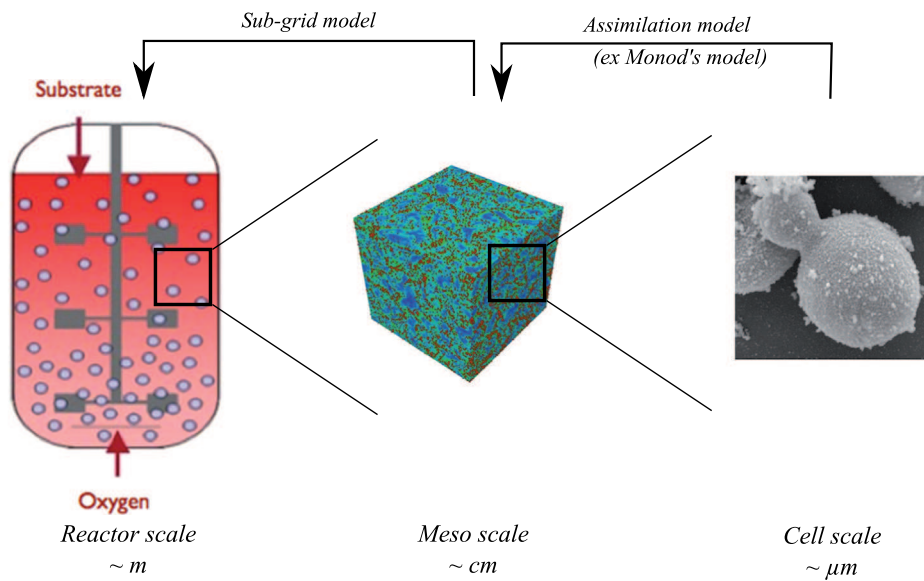 Sub-grid model
Assimilation model
(ex Monod's model)
Substrate
Oxygen
Reactor scale
~ m
Meso scale
~ cm
Cell scale
~ μm